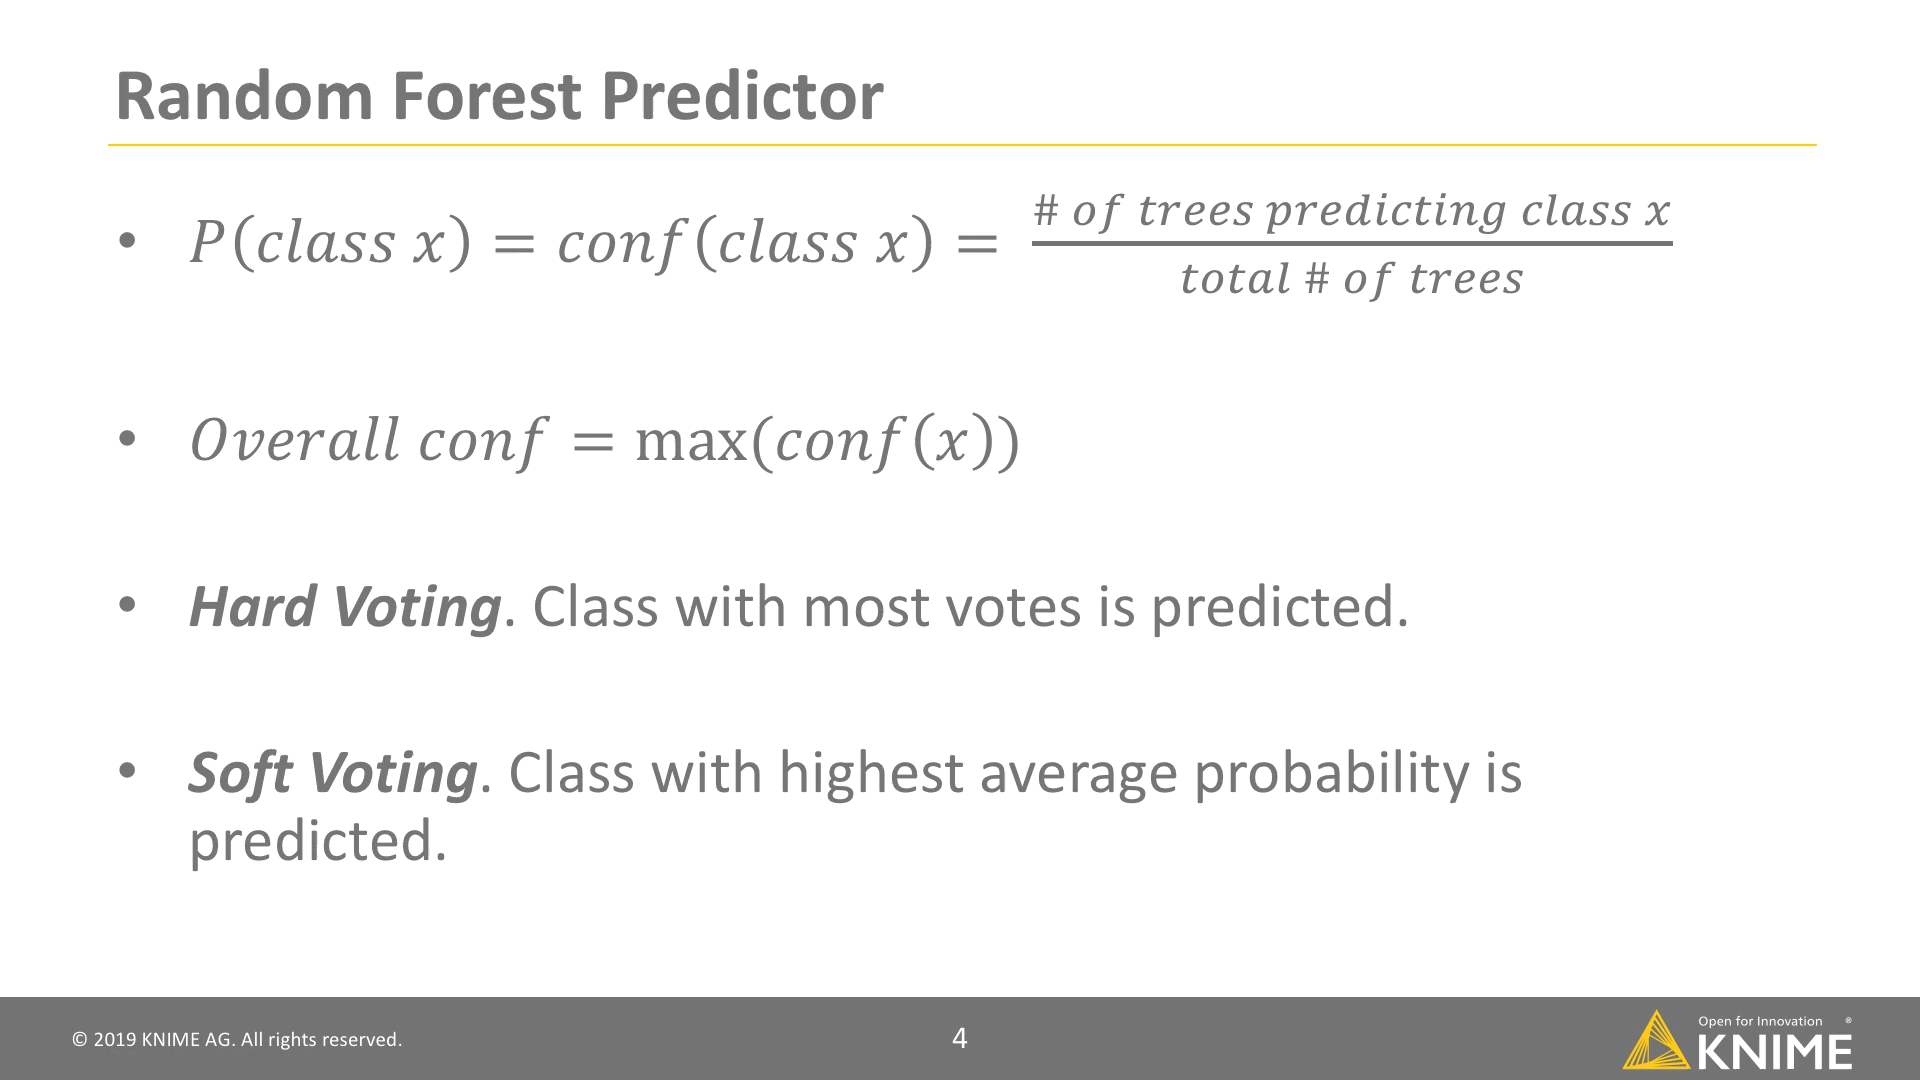 Random Forest Predictor
• P(class x) = conf(class x) = # of trees predicting class x / total # of trees
• Overall conf = max(conf(x))
• Hard Voting. Class with most votes is predicted.
• Soft Voting. Class with highest average probability is
predicted.
© 2019 KNIME AG. All rights reserved.
4
Open for Innovation ®
KNIME